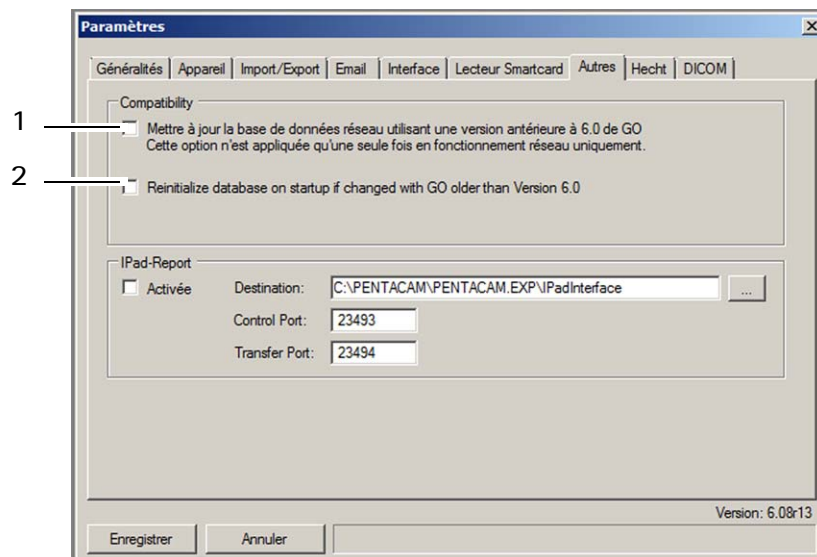 Paramètres
Généralités Appareil Import/Export Email Interface Lecteur Smartcard Autres Hecht DICOM
Compatibility
1 Mettre à jour la base de données réseau utilisant une version antérieure à 6.0 de GO
Cette option n'est appliquée qu'une seule fois en fonctionnement réseau uniquement.
2 Reinitialize database on startup if changed with GO older than Version 6.0
IPad-Report
Activée Destination: C:\PENTACAM\PENTACAM.EXP\IPadInterface ...
Control Port: 23493
Transfer Port: 23494
Version: 6.08r13
Enregistrer Annuler